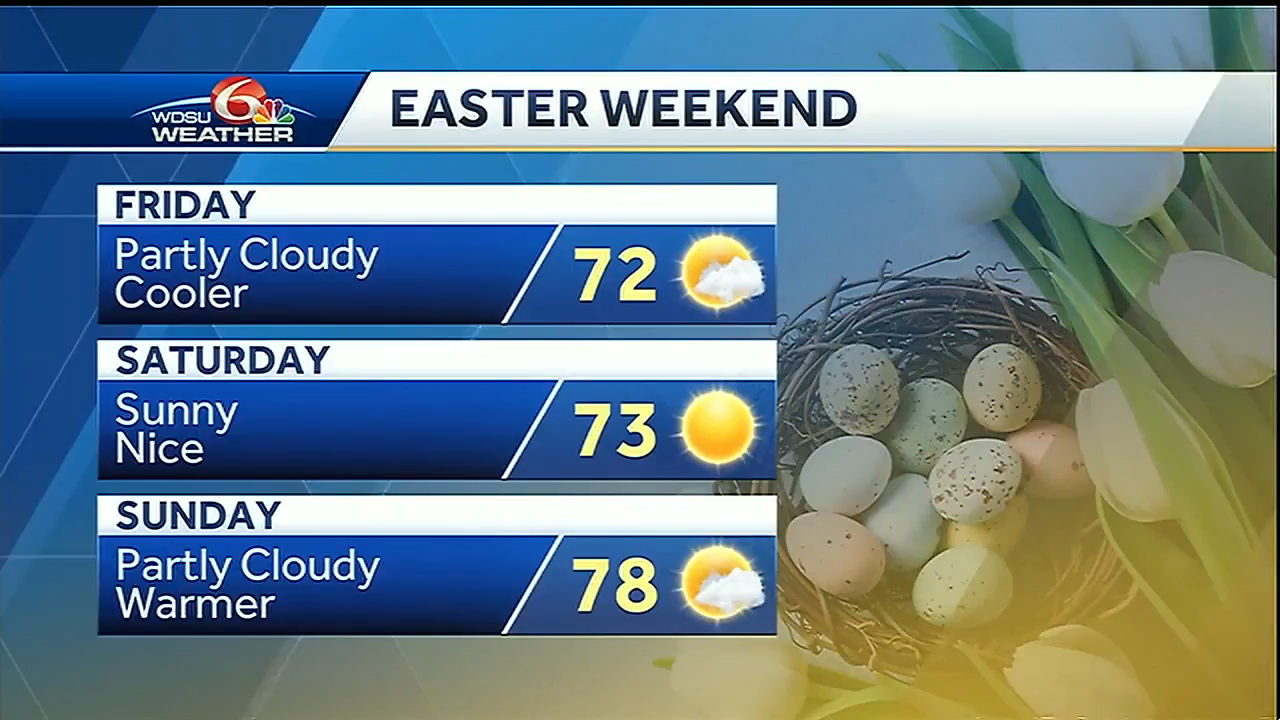 WDSU 6
WEATHER
EASTER WEEKEND
FRIDAY
Partly Cloudy
Cooler
72
SATURDAY
Sunny
Nice
73
SUNDAY
Partly Cloudy
Warmer
78